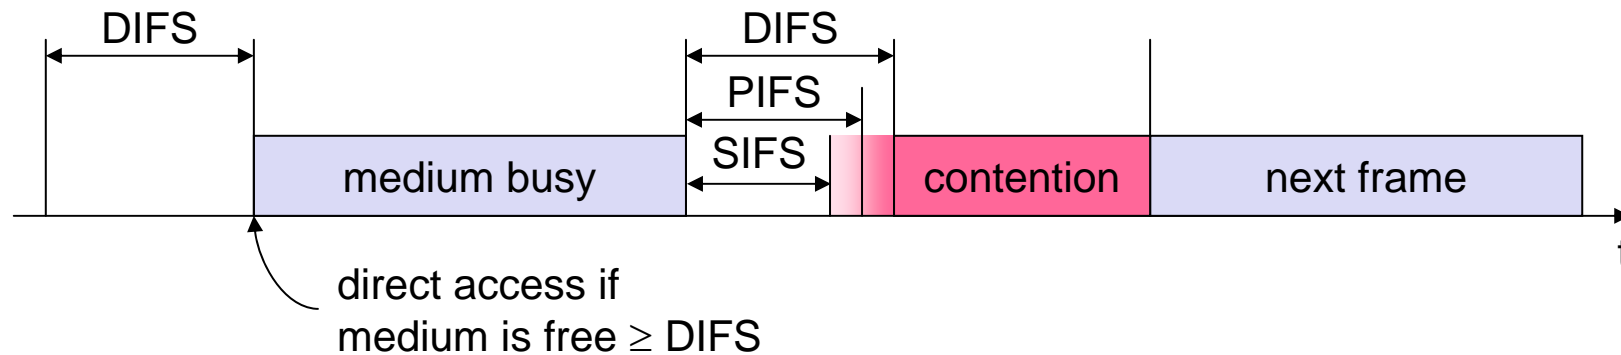 DIFS
DIFS
PIFS
SIFS
medium busy
contention
next frame
t
direct access if
medium is free ≥ DIFS